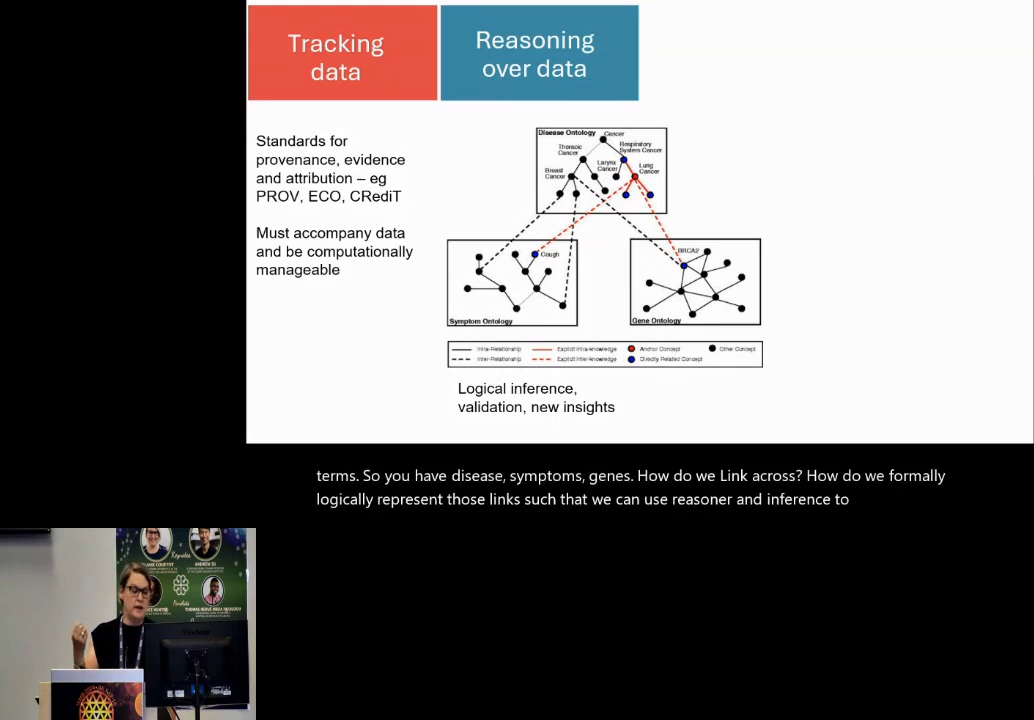 Tracking
data
Reasoning
over data
Standards for
provenance, evidence
and attribution – eg
PROV, ECO, CRediT
Must accompany data
and be computationally
manageable
Disease Ontology
Cancer
Thoracic
Cancer
Respiratory
System Cancer
Breast
Cancer
Larynx
Cancer
Lung
Cancer
Cough
Symptom Ontology
BRCA2
Gene Ontology
Intra-Relationship
Explicit Intra-knowledge
Anchor Concept
Other Concept
Inter-Relationship
Explicit Inter-knowledge
Directly Related Concept
Logical inference,
validation, new insights
terms. So you have disease, symptoms, genes. How do we Link across? How do we formally
logically represent those links such that we can use reasoner and inference to
Keynotes
ANDREW SU
Panelists